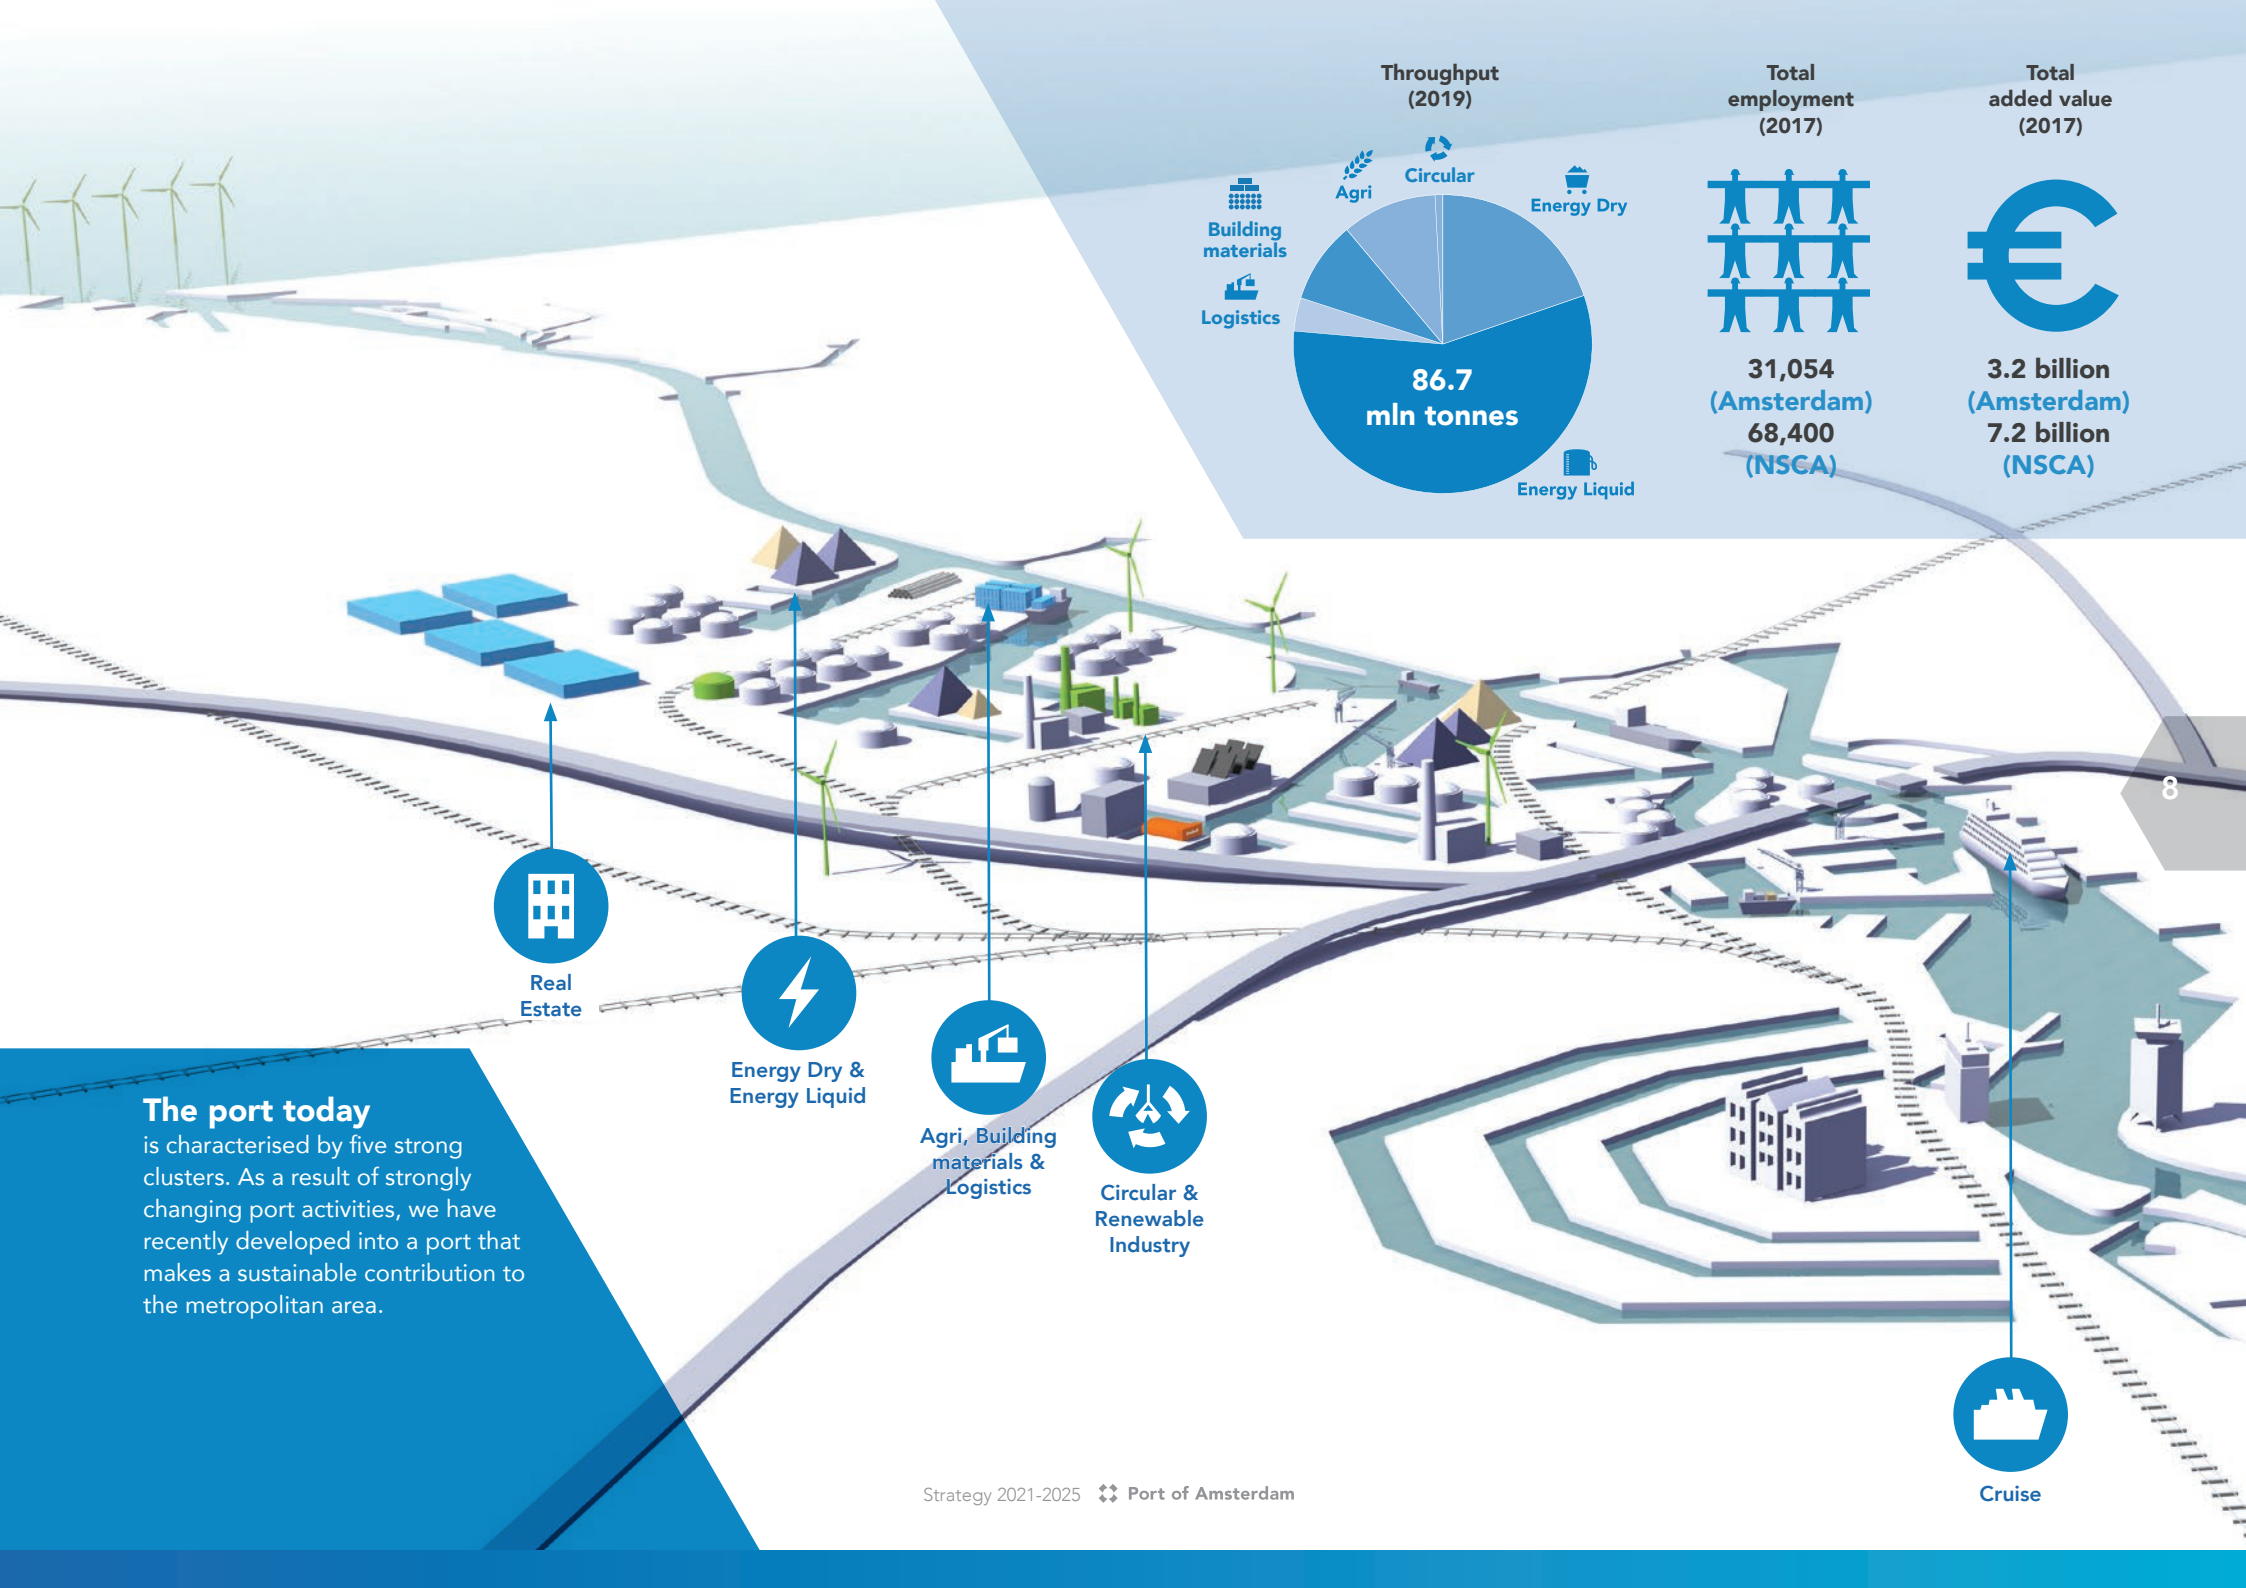 Throughput
(2019)
Circular
Agri
Energy Dry
Building
materials
Logistics
86.7
mln tonnes
Energy Liquid
Total
employment
(2017)
31,054
(Amsterdam)
68,400
(NSCA)
Total
added value
(2017)
3.2 billion
(Amsterdam)
7.2 billion
(NSCA)
8
Real
Estate
Energy Dry &
Energy Liquid
Agri, Building
materials &
Logistics
Circular &
Renewable
Industry
Cruise
The port today
is characterised by five strong
clusters. As a result of strongly
changing port activities, we have
recently developed into a port that
makes a sustainable contribution to
the metropolitan area.
Strategy 2021-2025 Port of Amsterdam